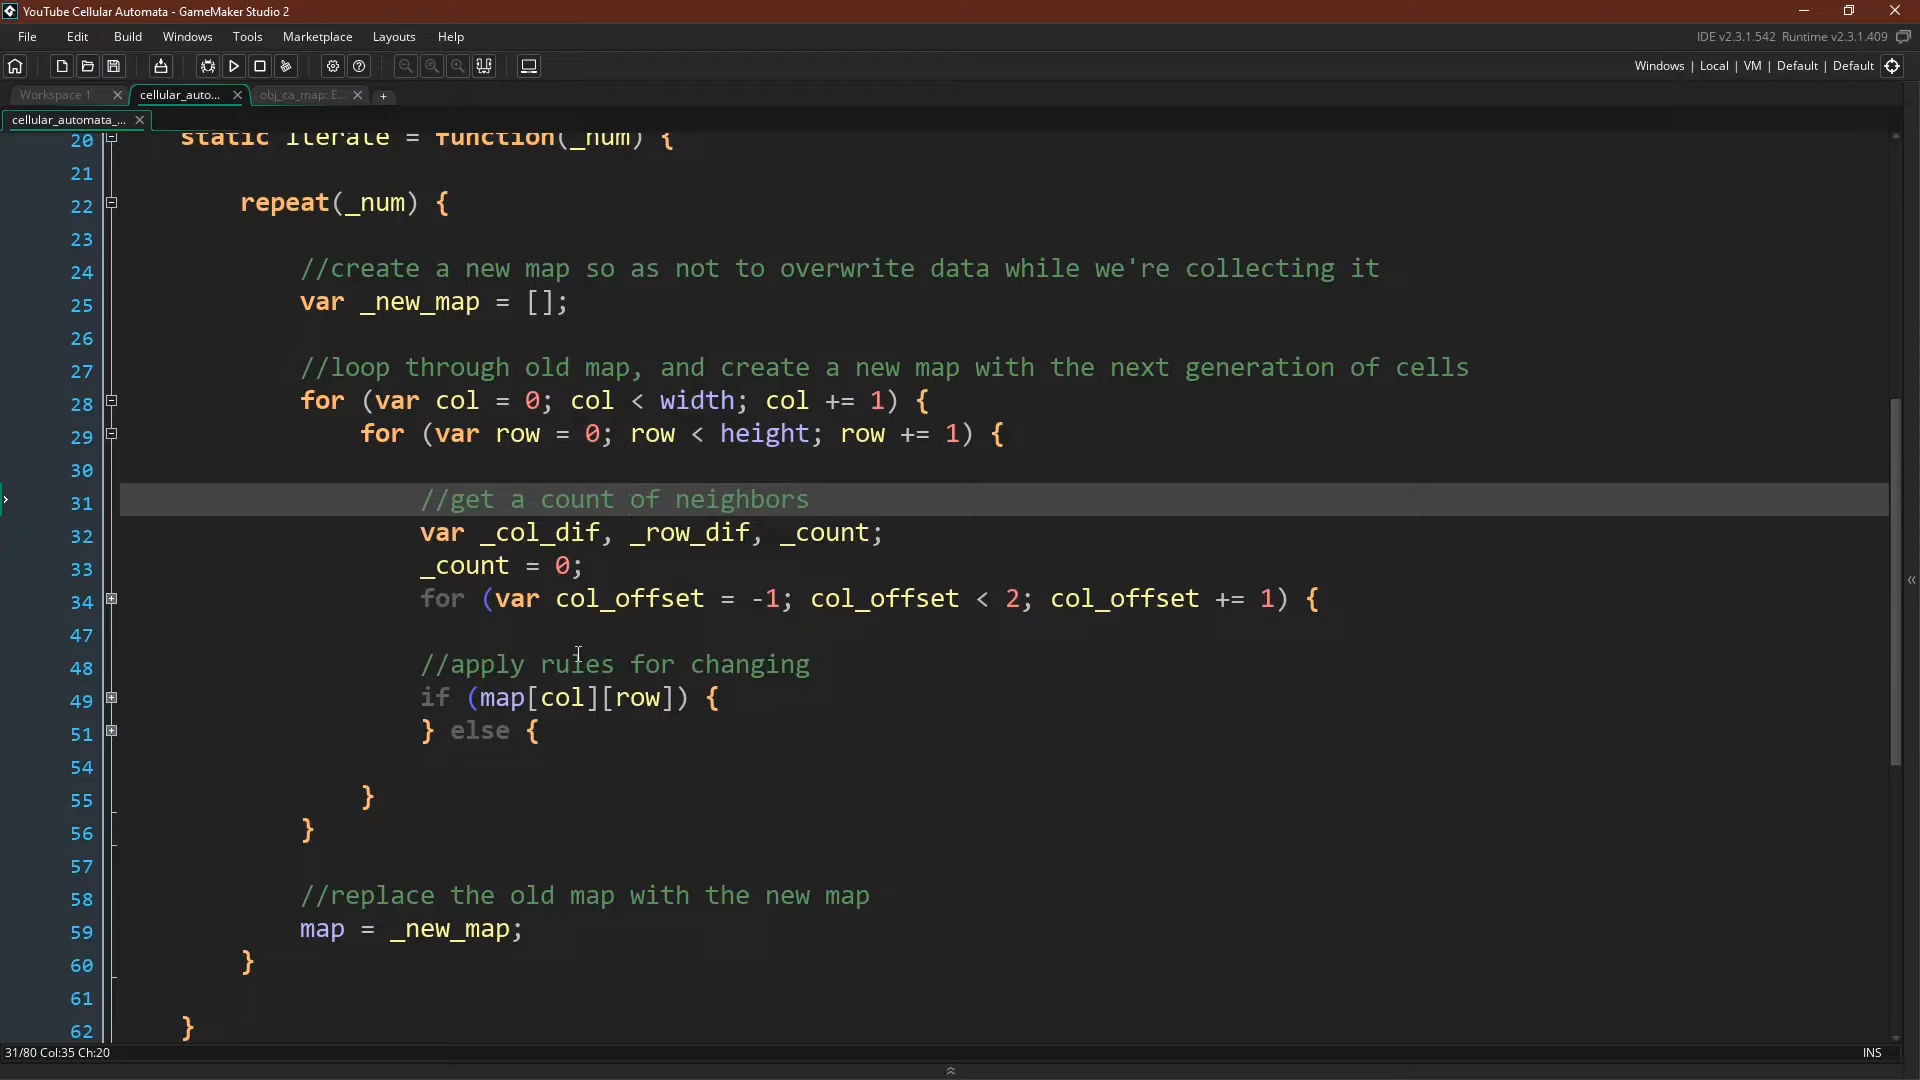 YouTube Cellular Automata - GameMaker Studio 2
File Edit Build Windows Tools Marketplace Layouts Help
IDE v2.3.1.542 Runtime v2.3.1.409
Windows | Local | VM | Default | Default
Workspace 1 cellular_auto... obj_ca_map: E... +
cellular_automata_...
20 static iterate = function(_num) {
21
22 repeat(_num) {
23
24 //create a new map so as not to overwrite data while we're collecting it
25 var _new_map = [];
26
27 //loop through old map, and create a new map with the next generation of cells
28 for (var col = 0; col < width; col += 1) {
29 for (var row = 0; row < height; row += 1) {
30
31 //get a count of neighbors
32 var _col_dif, _row_dif, _count;
33 _count = 0;
34 for (var col_offset = -1; col_offset < 2; col_offset += 1) {
47
48 //apply rules for changing
49 if (map[col][row]) {
51 } else {
54
55 }
56 }
57
58 //replace the old map with the new map
59 map = _new_map;
60 }
61
62 }
31/80 Col:35 Ch:20
INS